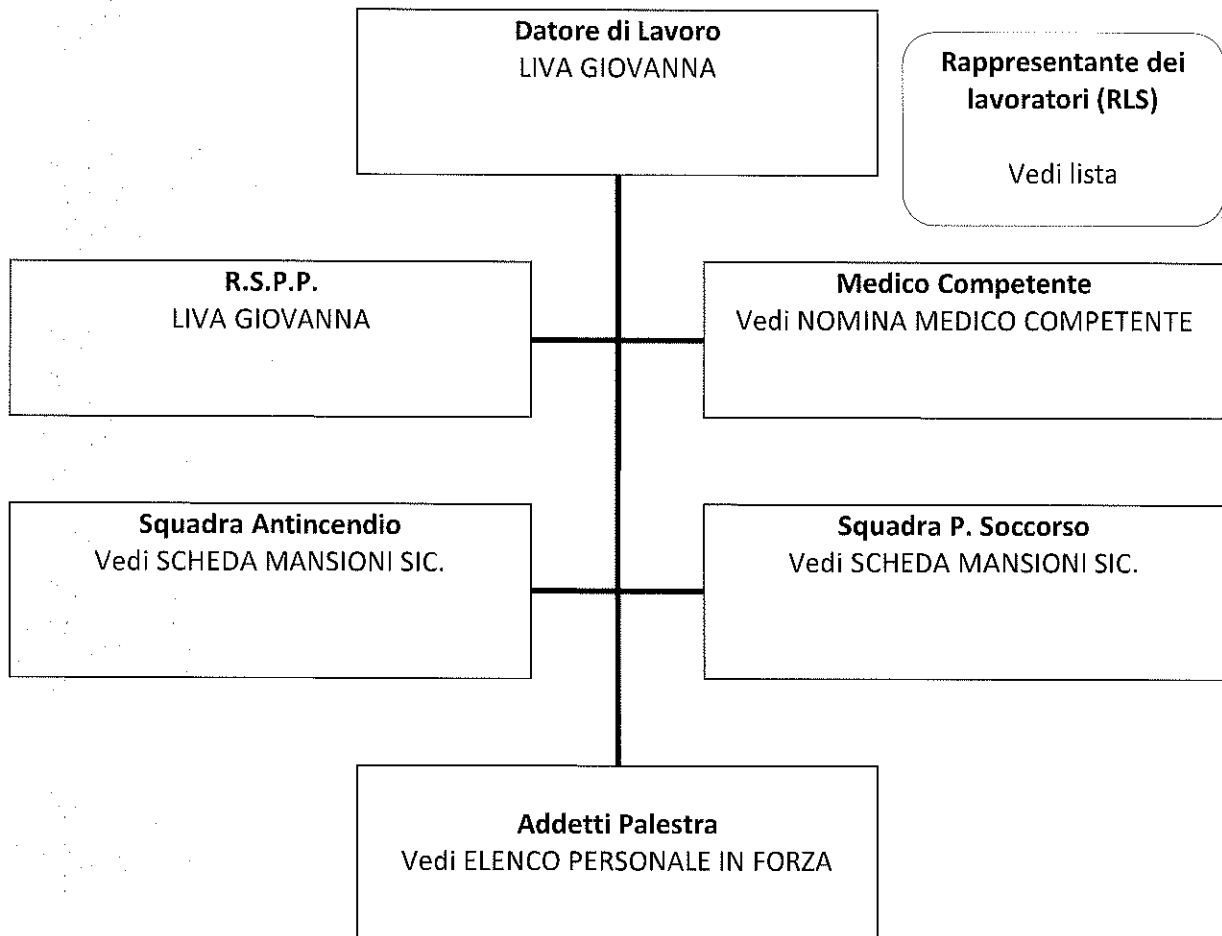 Datore di Lavoro
LIVA GIOVANNA
Rappresentante dei
lavoratori (RLS)
Vedi lista
R.S.P.P.
LIVA GIOVANNA
Medico Competente
Vedi NOMINA MEDICO COMPETENTE
Squadra Antincendio
Vedi SCHEDA MANSIONI SIC.
Squadra P. Soccorso
Vedi SCHEDA MANSIONI SIC.
Addetti Palestra
Vedi ELENCO PERSONALE IN FORZA